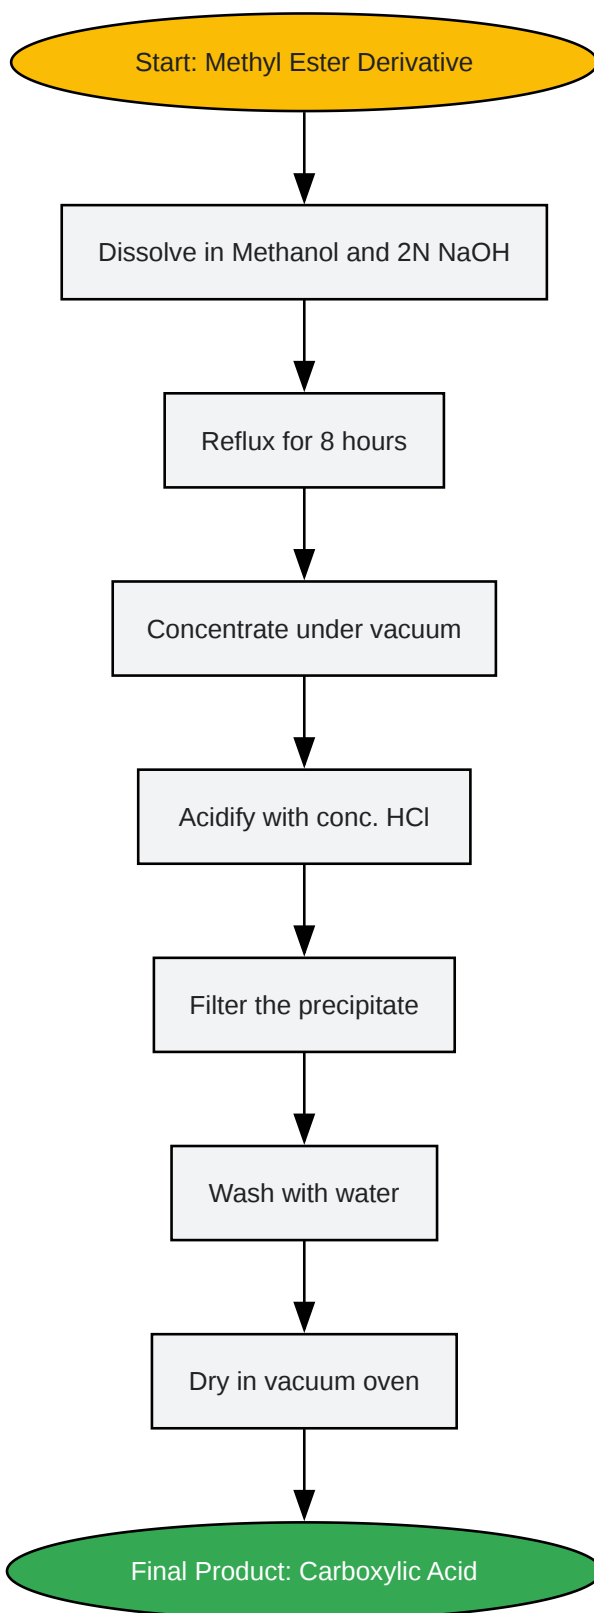 Start: Methyl Ester Derivative
Dissolve in Methanol and 2N NaOH
Reflux for 8 hours
Concentrate under vacuum
Acidify with conc. HCl
Filter the precipitate
Wash with water
Dry in vacuum oven
Final Product: Carboxylic Acid